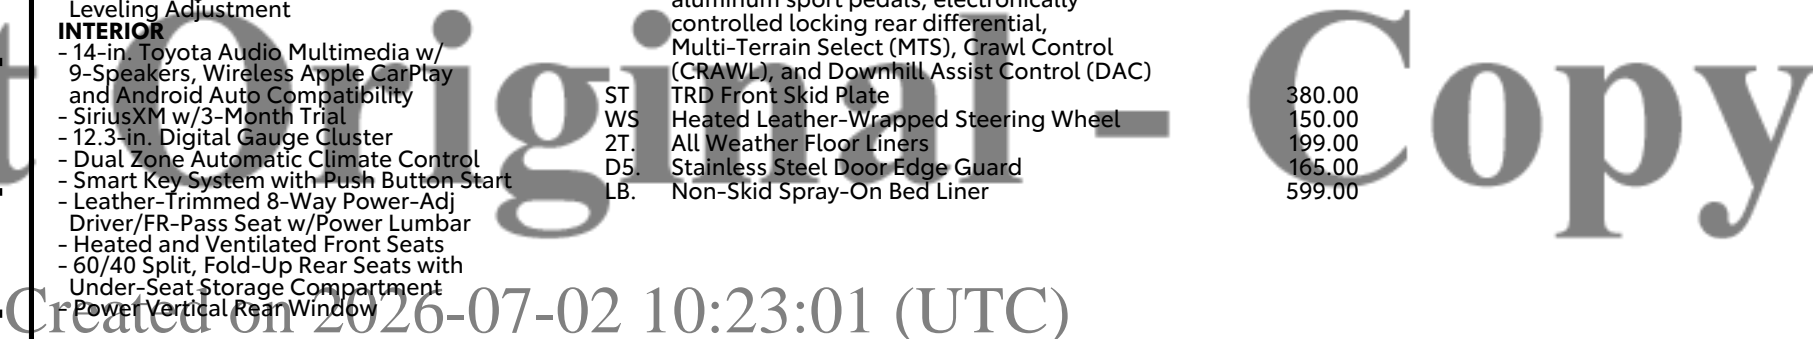 Leveling Adjustment
INTERIOR
- 14-in. Toyota Audio Multimedia w/
9-Speakers, Wireless Apple CarPlay
and Android Auto Compatibility
- SiriusXM w/3-Month Trial
- 12.3-in. Digital Gauge Cluster
- Dual Zone Automatic Climate Control
- Smart Key System with Push Button Start
- Leather-Trimmed 8-Way Power-Adj
Driver/FR-Pass Seat w/Power Lumbar
- Heated and Ventilated Front Seats
- 60/40 Split, Fold-Up Rear Seats with
Under-Seat Storage Compartment
- Power Vertical Rear Window
aluminum sport pedals, electronically
controlled locking rear differential,
Multi-Terrain Select (MTS), Crawl Control
(CRAWL), and Downhill Assist Control (DAC)
ST TRD Front Skid Plate 380.00
WS Heated Leather-Wrapped Steering Wheel 150.00
2T. All Weather Floor Liners 199.00
D5. Stainless Steel Door Edge Guard 165.00
LB. Non-Skid Spray-On Bed Liner 599.00
t Original - Copy
Created on 2026-07-02 10:23:01 (UTC)